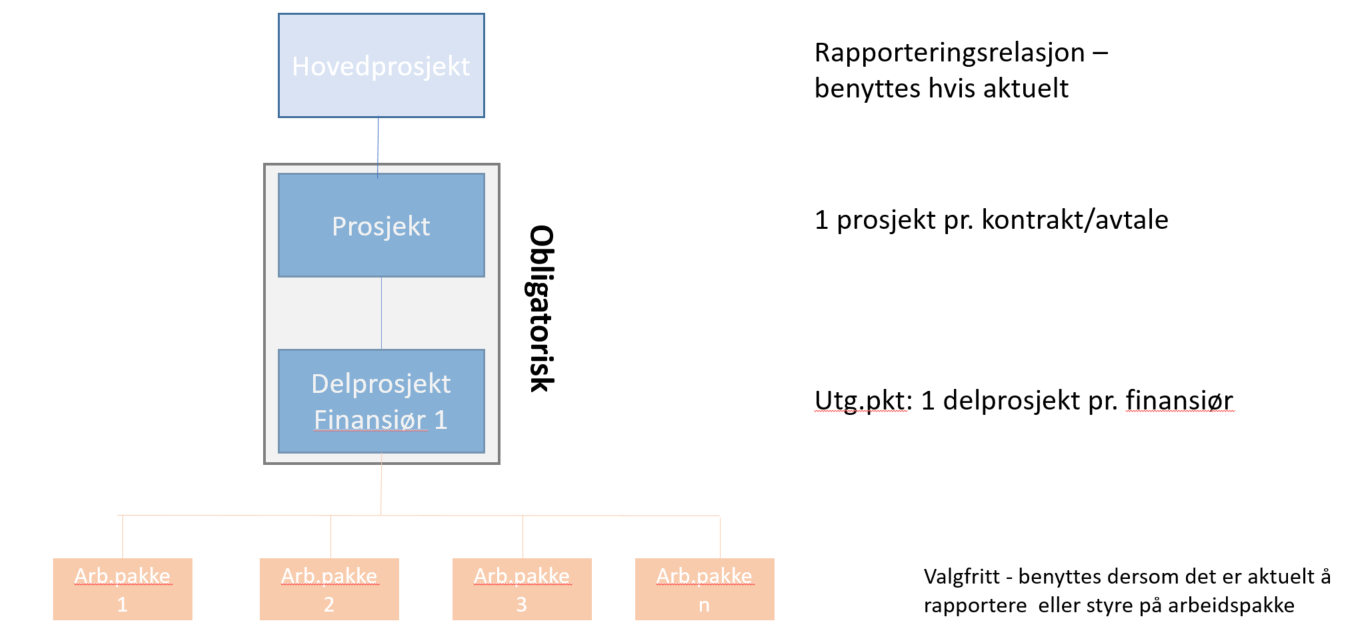 Hovedprosjekt
Rapporteringsrelasjon –
benyttes hvis aktuelt
Prosjekt
1 prosjekt pr. kontrakt/avtale
Obligatorisk
Delprosjekt
Finansiør 1
Utg.pkt: 1 delprosjekt pr. finansiør
Arb.pakke
1
Arb.pakke
2
Arb.pakke
3
Arb.pakke
n
Valgfritt - benyttes dersom det er aktuelt å
rapportere  eller styre på arbeidspakke